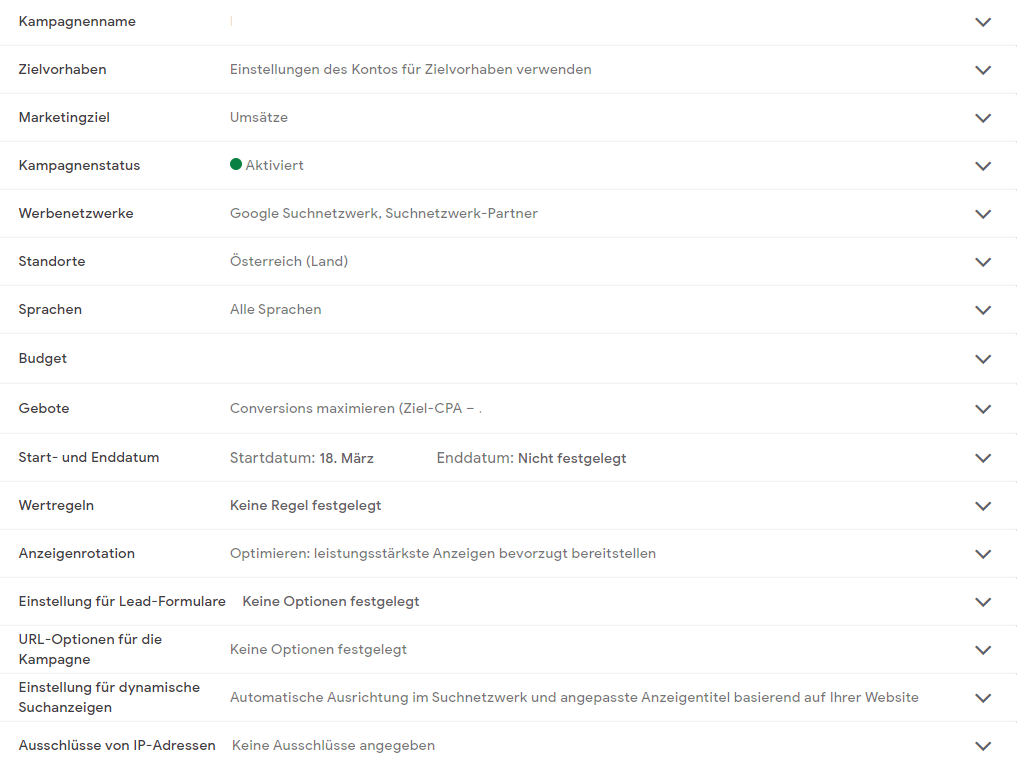 Kampagnenname
Zielvorhaben Einstellungen des Kontos für Zielvorhaben verwenden
Marketingziel Umsätze
Kampagnenstatus Aktiviert
Werbenetzwerke Google Suchnetzwerk, Suchnetzwerk-Partner
Standorte Österreich (Land)
Sprachen Alle Sprachen
Budget
Gebote Conversions maximieren (Ziel-CPA – .
Start- und Enddatum Startdatum: 18. März Enddatum: Nicht festgelegt
Wertregeln Keine Regel festgelegt
Anzeigenrotation Optimieren: leistungsstärkste Anzeigen bevorzugt bereitstellen
Einstellung für Lead-Formulare Keine Optionen festgelegt
URL-Optionen für die
Kampagne
Keine Optionen festgelegt
Einstellung für dynamische
Suchanzeigen
Automatische Ausrichtung im Suchnetzwerk und angepasste Anzeigentitel basierend auf Ihrer Website
Ausschlüsse von IP-Adressen Keine Ausschlüsse angegeben